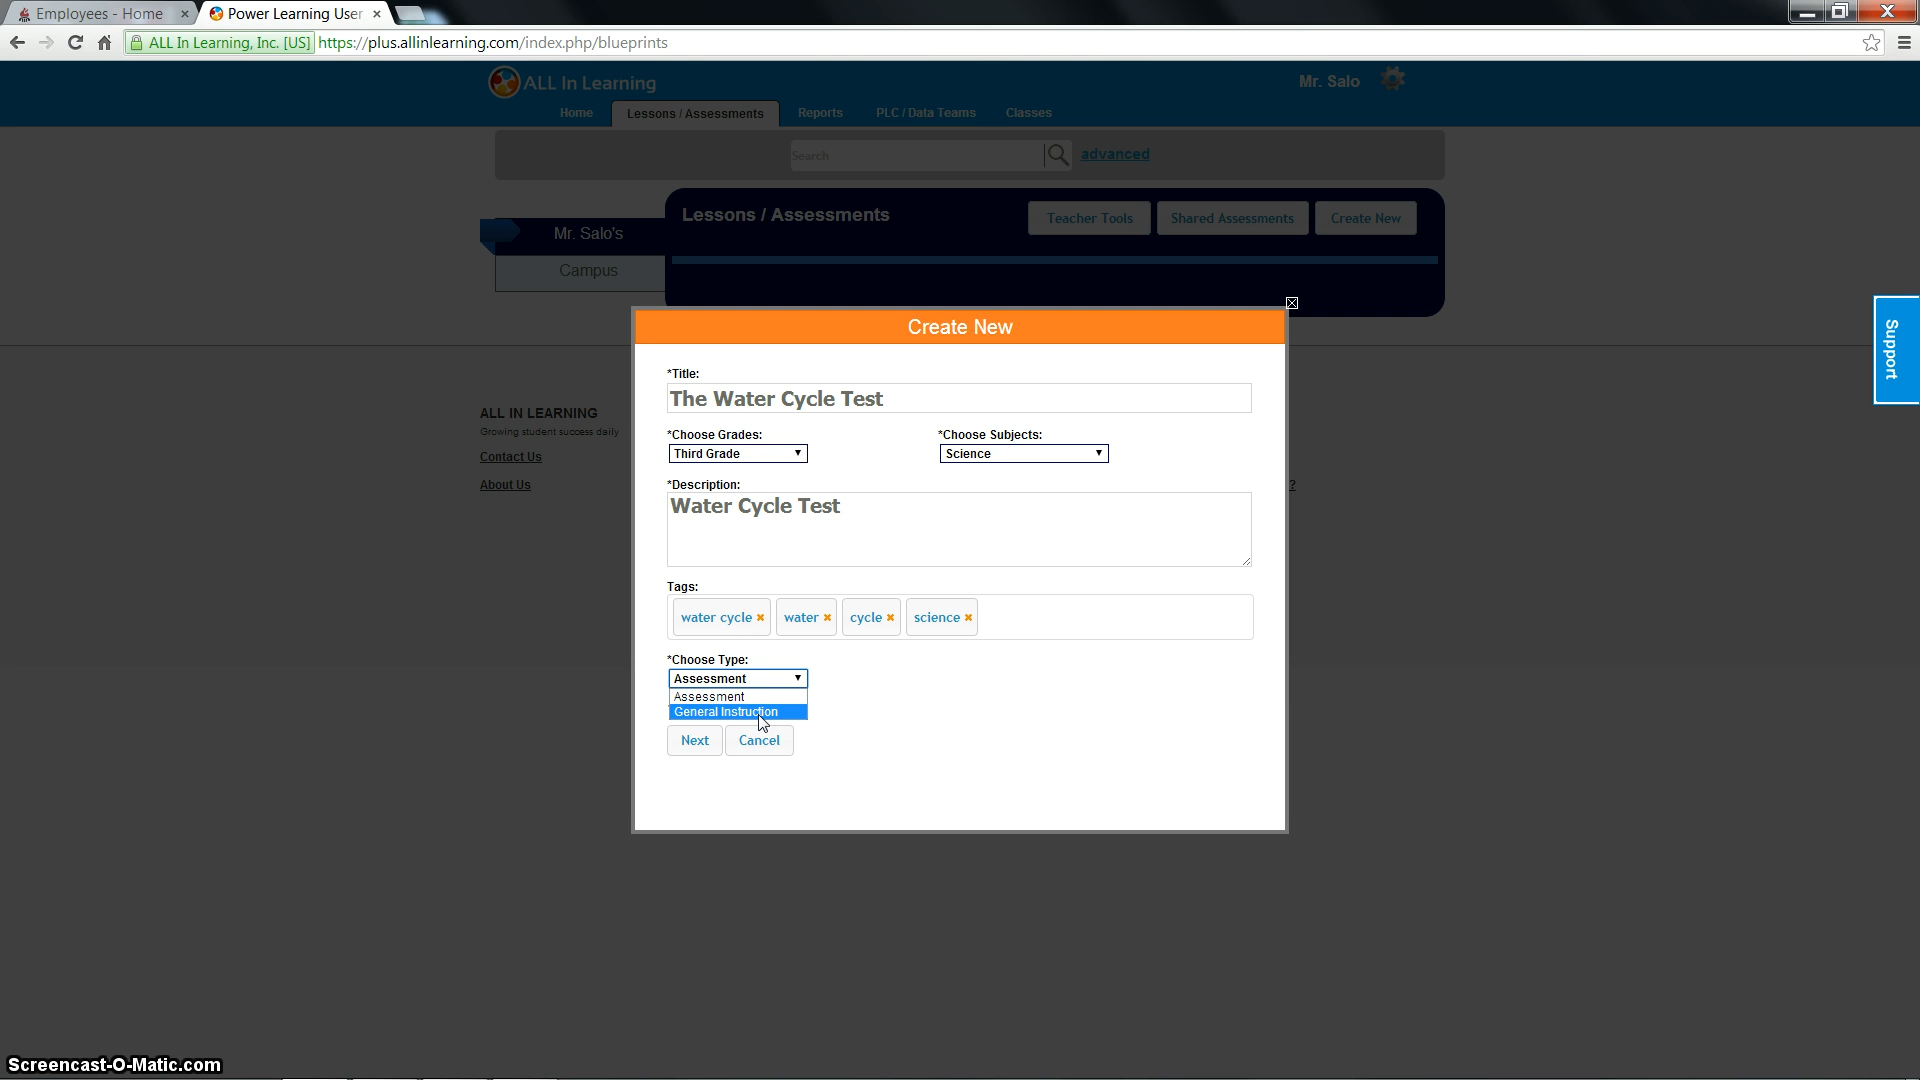 Employees - Home
Power Learning User
ALL In Learning, Inc. [US]
https://plus.allinlearning.com/index.php/blueprints
ALL In Learning
Mr. Salo
Home
Lessons / Assessments
Reports
PLC / Data Teams
Classes
Search
advanced
Lessons / Assessments
Teacher Tools
Shared Assessments
Create New
Mr. Salo's
Campus
Support
Create New
*Title:
The Water Cycle Test
*Choose Grades:
*Choose Subjects:
Third Grade
Science
*Description:
Water Cycle Test
Tags:
water cycle
water
cycle
science
*Choose Type:
Assessment
Assessment
General Instruction
Next
Cancel
ALL IN LEARNING
Growing student success daily
Contact Us
About Us
?
Screencast-O-Matic.com